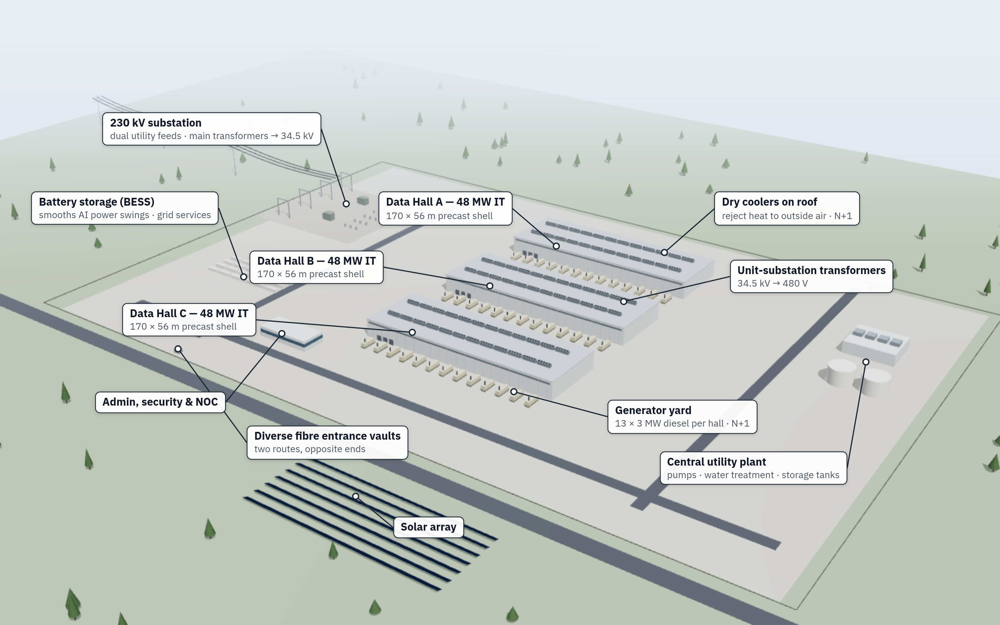 230 kV substation
dual utility feeds · main transformers → 34.5 kV
Battery storage (BESS)
smooths AI power swings · grid services
Data Hall A — 48 MW IT
170 × 56 m precast shell
Dry coolers on roof
reject heat to outside air · N+1
Data Hall B — 48 MW IT
170 × 56 m precast shell
Unit-substation transformers
34.5 kV → 480 V
Data Hall C — 48 MW IT
170 × 56 m precast shell
Admin, security & NOC
Generator yard
13 × 3 MW diesel per hall · N+1
Diverse fibre entrance vaults
two routes, opposite ends
Central utility plant
pumps · water treatment · storage tanks
Solar array